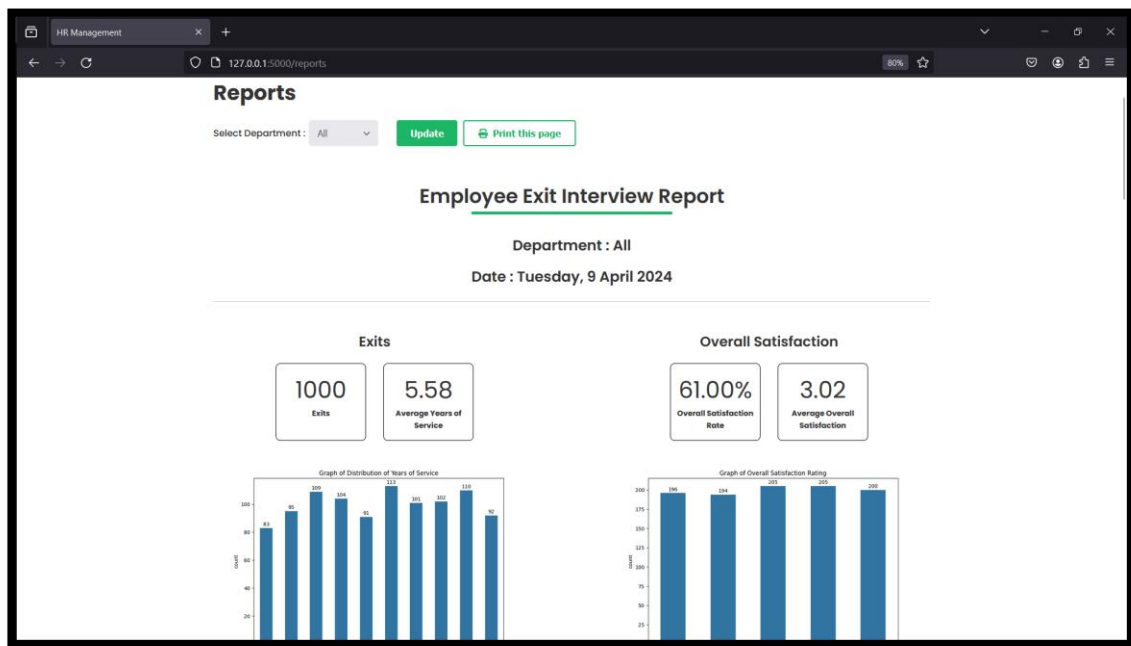 HR Management
127.0.0.1:5000/reports
80%
Reports
Select Department : All
Update
Print this page
Employee Exit Interview Report
Department : All
Date : Tuesday, 9 April 2024
Exits
Overall Satisfaction
1000
Exits
5.58
Average Years of
Service
61.00%
Overall Satisfaction
Rate
3.02
Average Overall
Satisfaction
Graph of Distribution of Years of Service
83 95 109 104 91 113 101 102 110 92
100
80
60
40
20
count
Graph of Overall Satisfaction Rating
196 194 205 205 200
200
175
150
125
100
75
50
25
count